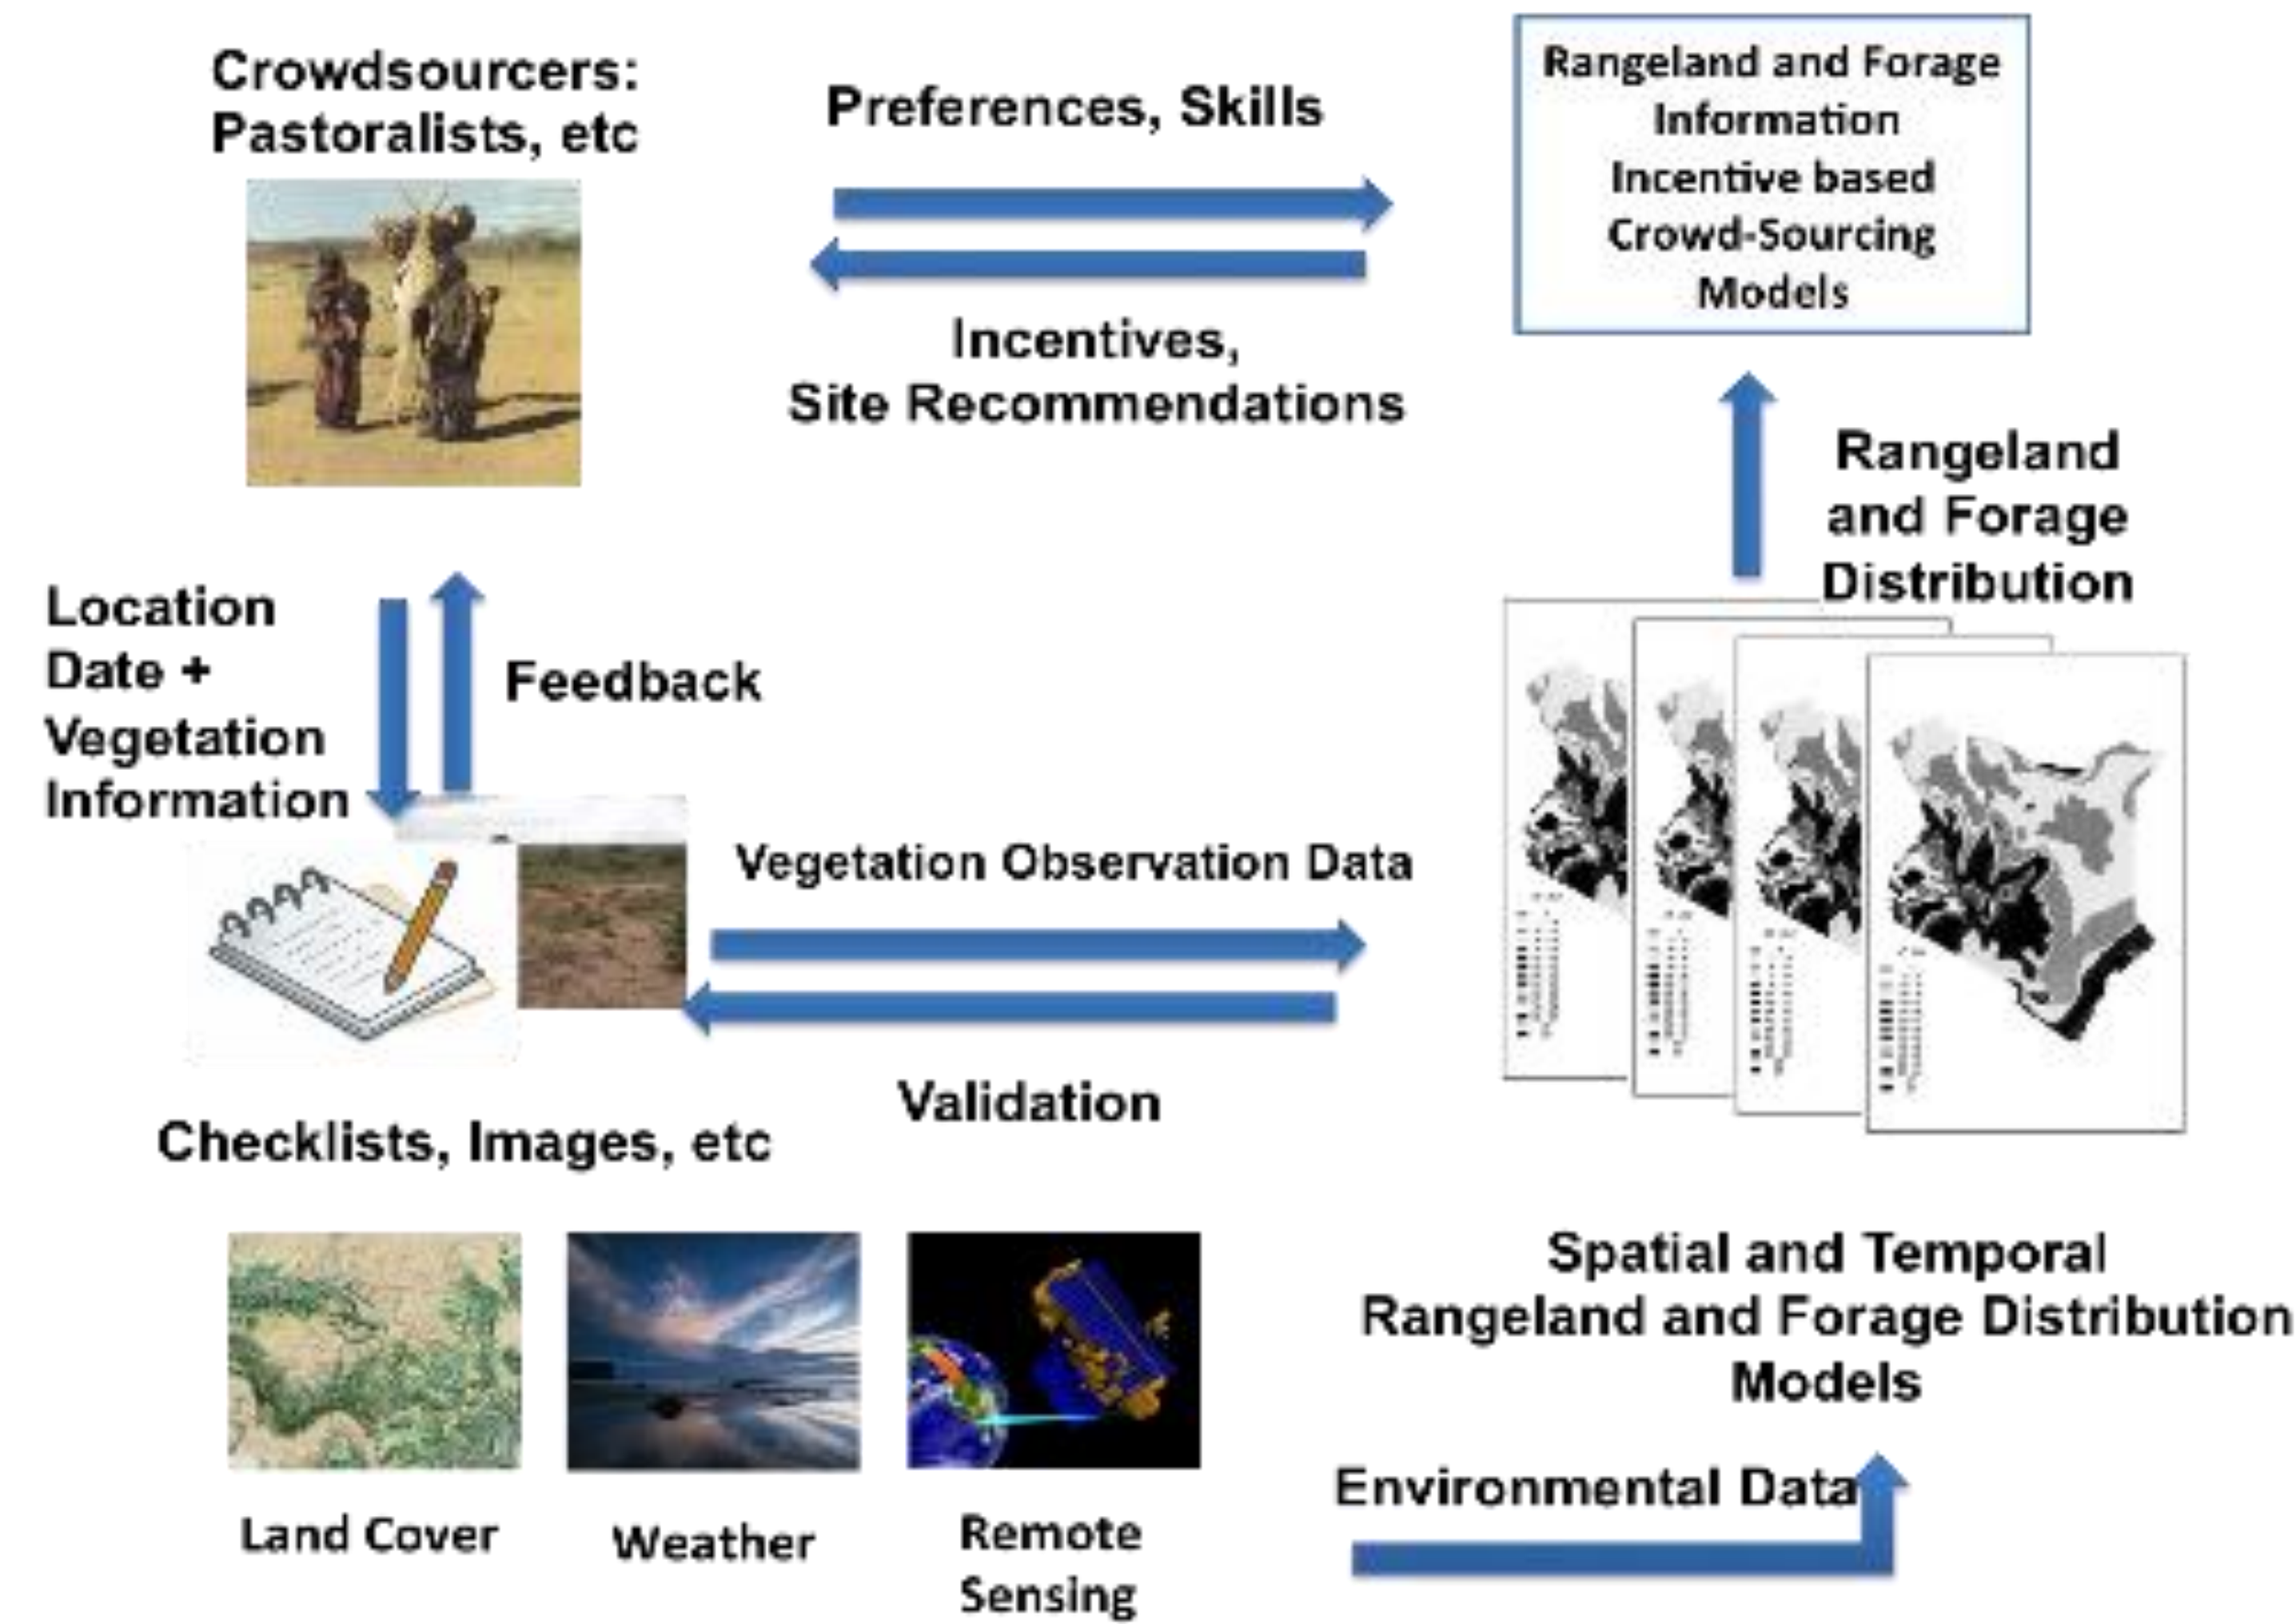 Crowdsourcers:
Pastoralists, etc
Preferences, Skills
Incentives,
Site Recommendations
Rangeland and Forage
Information
Incentive based
Crowd-Sourcing
Models
Rangeland
and Forage
Distribution
Location
Date +
Vegetation
Information
Feedback
Vegetation Observation Data
Validation
Checklists, Images, etc
Spatial and Temporal
Rangeland and Forage Distribution
Models
Environmental Data
Land Cover
Weather
Remote
Sensing